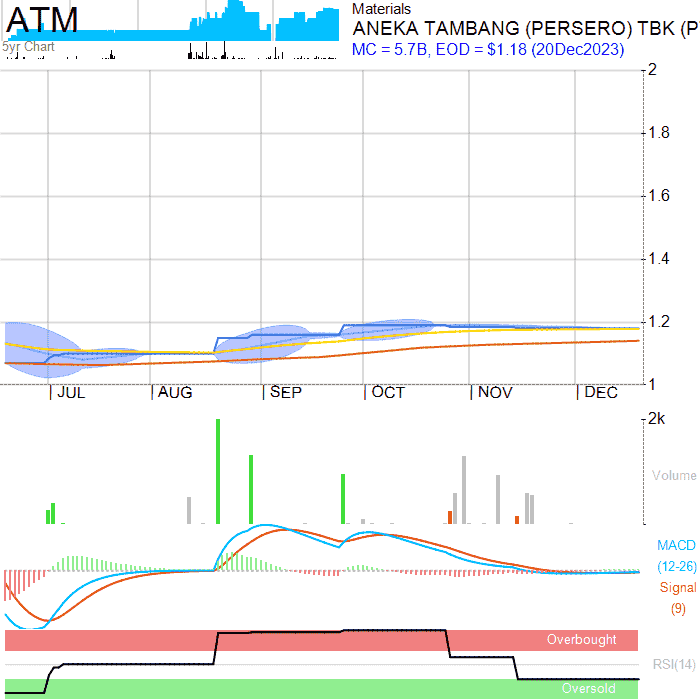 ATM
5yr Chart
Materials
ANEKA TAMBANG (PERSERO) TBK (P
MC = 5.7B, EOD = $1.18 (20Dec2023)
2
1.8
1.6
1.4
1.2
1
JUL AUG SEP OCT NOV DEC
2k
Volume
MACD
(12-26)
Signal
(9)
Overbought
RSI(14)
Oversold